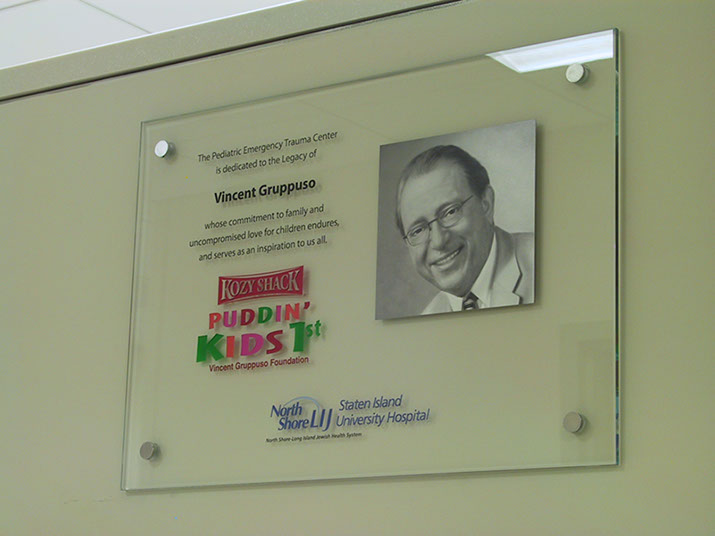 The Pediatric Emergency Trauma Center
is dedicated to the Legacy of
Vincent Gruppuso
whose commitment to family and
uncompromised love for children endures,
and serves as an inspiration to us all.
KOZY SHACK
PUDDIN'
KIDS 1st
Vincent Gruppuso Foundation
North
Shore LIJ
Staten Island
University Hospital
North Shore-Long Island Jewish Health System